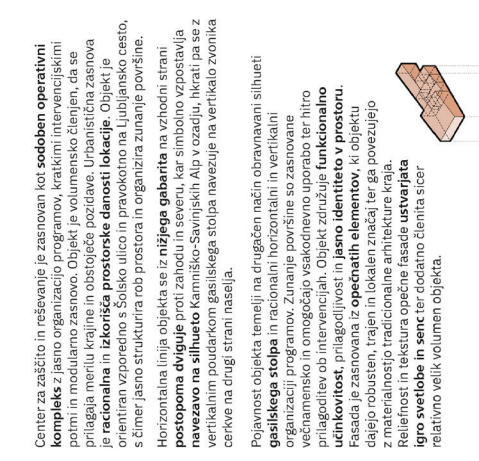 Center za zaščito in reševanje je zasnovan kot sodoben operativni
kompleks z jasno organizacijo programov, kratkimi intervencijskimi
potmi in modularno zasnovo. Objekt je volumensko členjen, da se
prilagaja merilu krajine in obstoječe pozidave. Urbanistična zasnova
je racionalna in izkorišča prostorske danosti lokacije. Objekt je
orientiran vzporedno s Šolsko ulico in pravokotno na Ljubljansko cesto,
s čimer jasno strukturira rob prostora in organizira zunanje površine.
Horizontalna linija objekta se iz nižjega gabarita na vzhodni strani
postopoma dviguje proti zahodu in severu, kar simbolno vzpostavlja
navezavo na silhueto Kamniško-Savinjskih Alp v ozadju, hkrati pa se z
vertikalnim poudarkom gasilskega stolpa navezuje na vertikalo zvonika
cerkve na drugi strani naselja.
Pojavnost objekta temelji na drugačen način obravnavani silhueti
gasilskega stolpa in racionalni horizontalni in vertikalni
organizaciji programov. Zunanje površine so zasnovane
večnamensko in omogočajo vsakodnevno uporabo ter hitro
prilagoditev ob intervencijah. Objekt združuje funkcionalno
učinkovitost, prilagodljivost in jasno identiteto v prostoru.
Fasada je zasnovana iz opečnatih elementov, ki objektu
dajejo robusten, trajen in lokalen značaj ter ga povezujejo
z materialnostjo tradicionalne arhitekture kraja.
Reliefnost in tekstura opečne fasade ustvarjata
igro svetlobe in senc ter dodatno členita sicer
relativno velik volumen objekta.